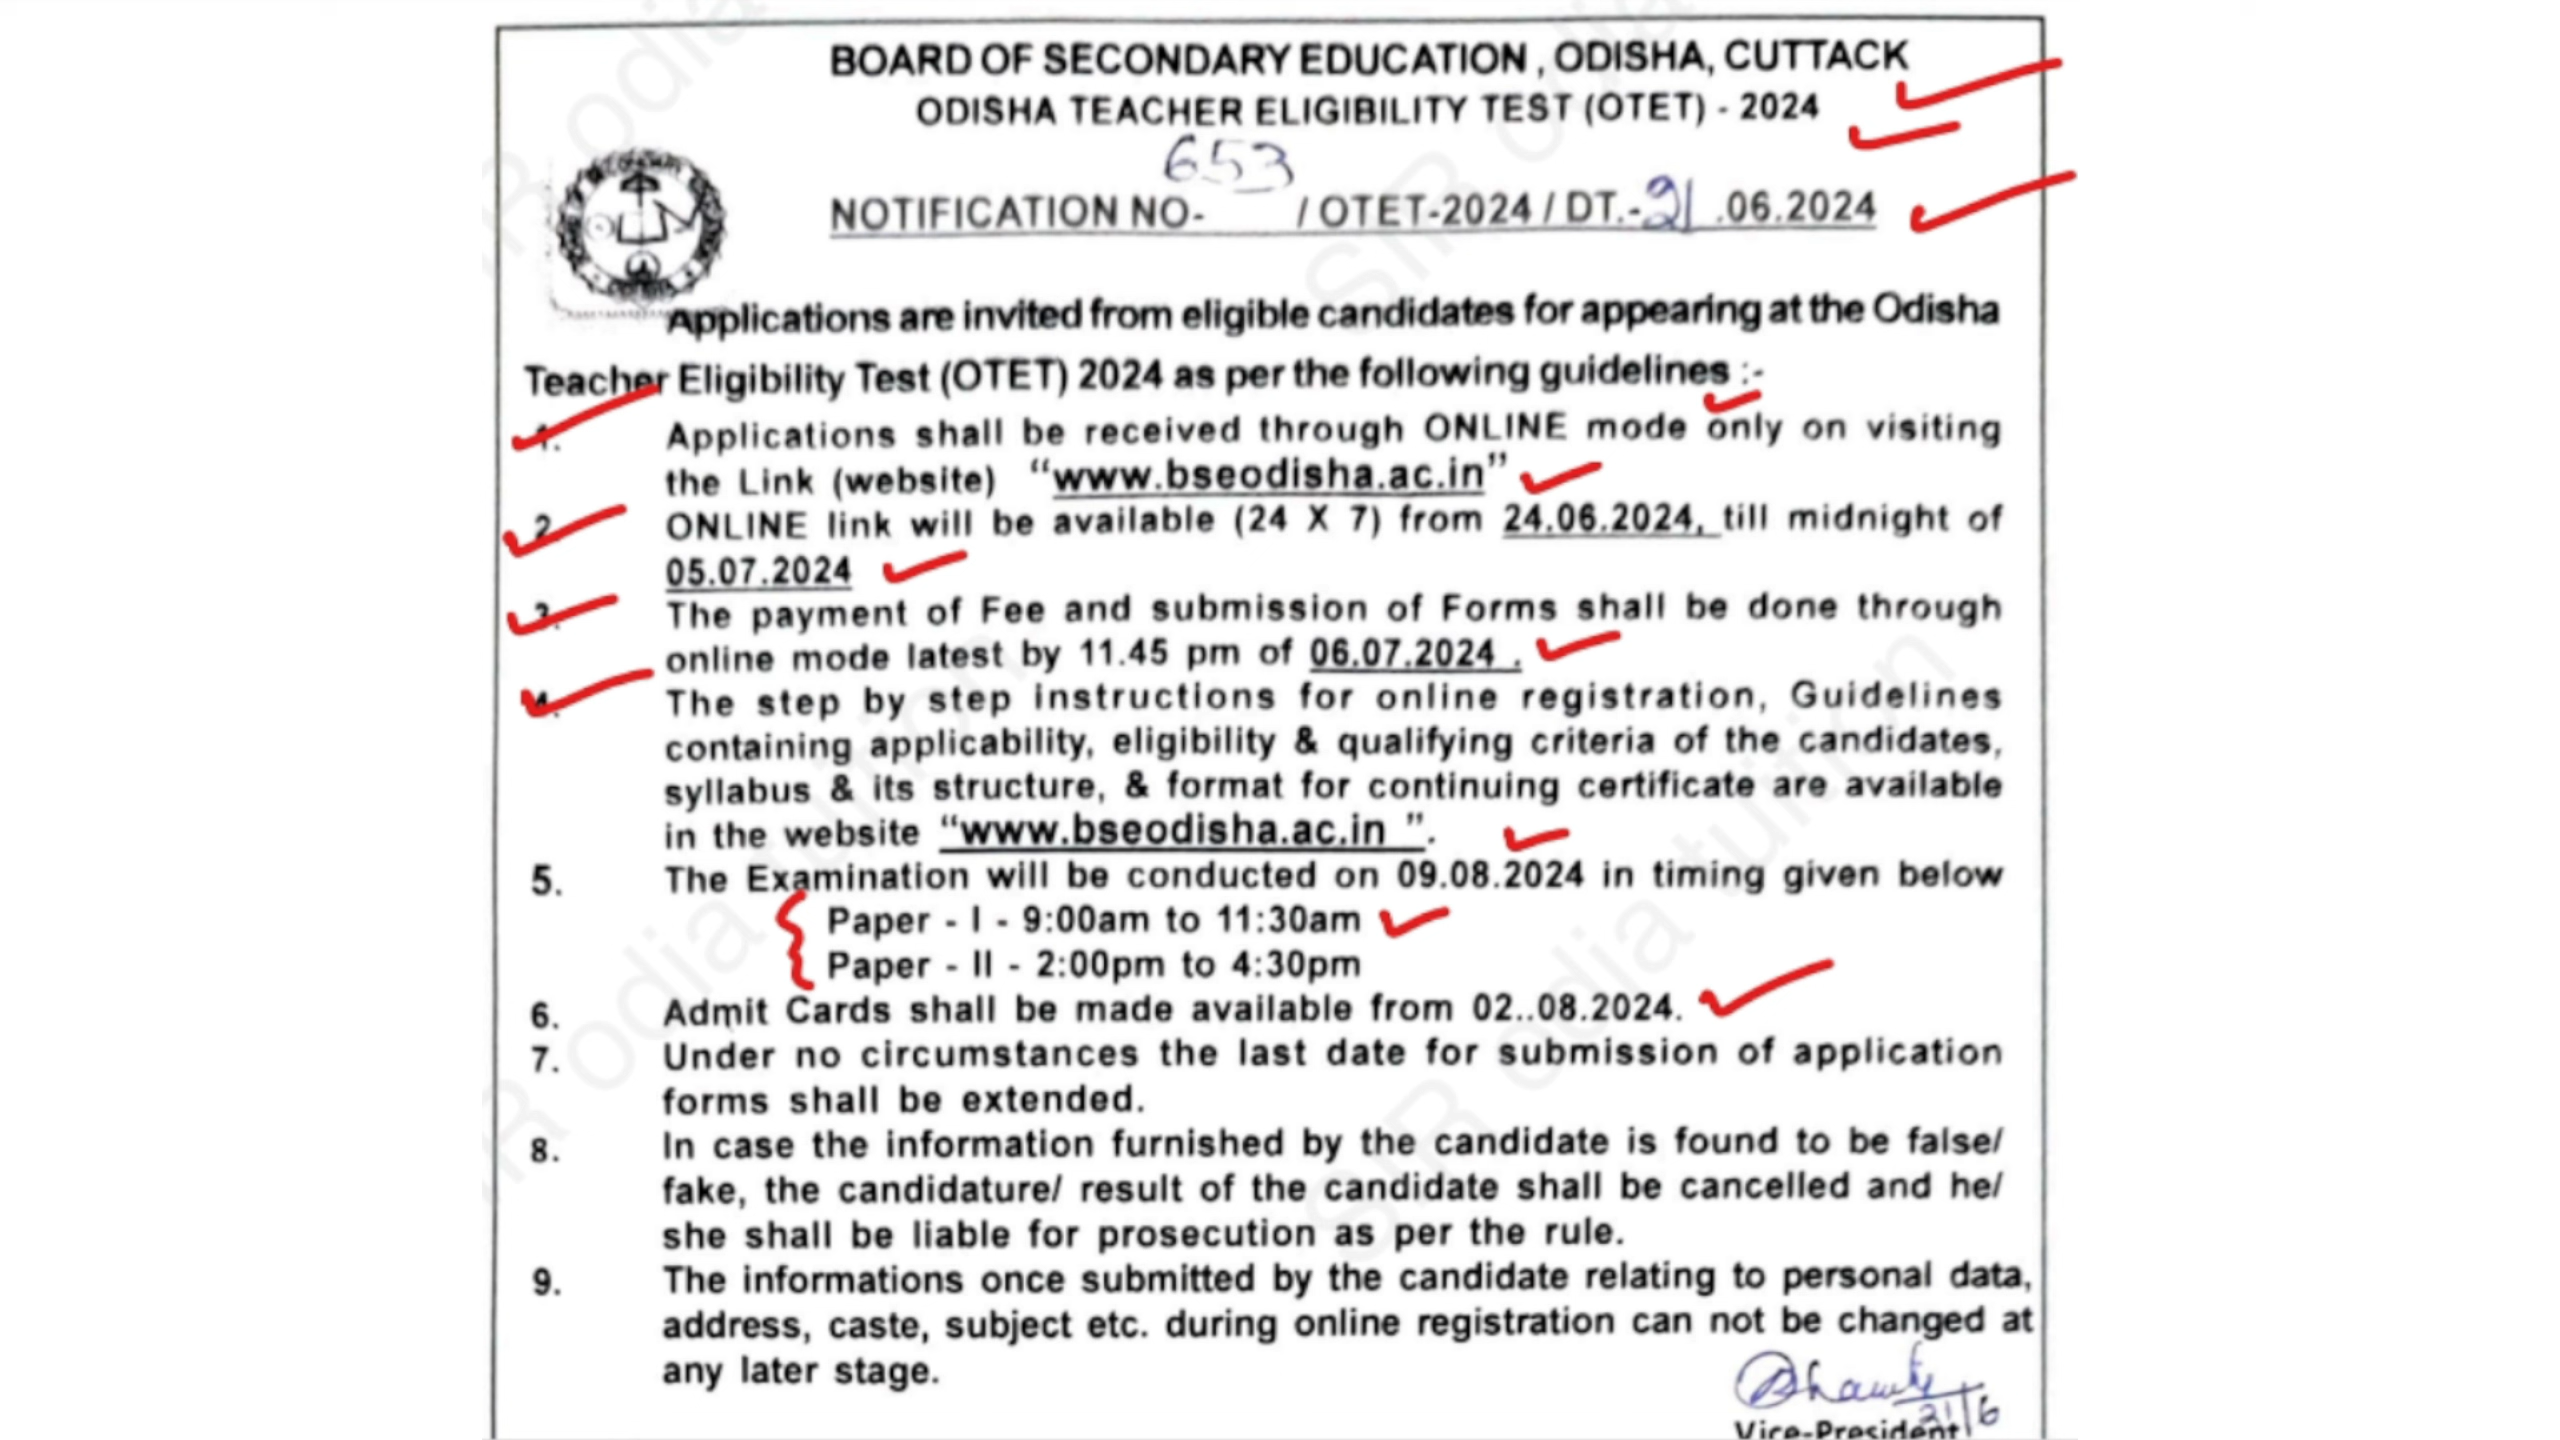 BOARD OF SECONDARY EDUCATION , ODISHA, CUTTACK
ODISHA TEACHER ELIGIBILITY TEST (OTET) - 2024
653
NOTIFICATION NO- / OTET-2024 / DT.-21 .06.2024
Applications are invited from eligible candidates for appearing at the Odisha
Teacher Eligibility Test (OTET) 2024 as per the following guidelines :-
1. Applications shall be received through ONLINE mode only on visiting
the Link (website) “www.bseodisha.ac.in”
2. ONLINE link will be available (24 X 7) from 24.06.2024, till midnight of
05.07.2024
3. The payment of Fee and submission of Forms shall be done through
online mode latest by 11.45 pm of 06.07.2024 .
4. The step by step instructions for online registration, Guidelines
containing applicability, eligibility & qualifying criteria of the candidates,
syllabus & its structure, & format for continuing certificate are available
in the website “www.bseodisha.ac.in ”.
5. The Examination will be conducted on 09.08.2024 in timing given below
Paper - I - 9:00am to 11:30am
Paper - II - 2:00pm to 4:30pm
6. Admit Cards shall be made available from 02..08.2024.
7. Under no circumstances the last date for submission of application
forms shall be extended.
8. In case the information furnished by the candidate is found to be false/
fake, the candidature/ result of the candidate shall be cancelled and he/
she shall be liable for prosecution as per the rule.
9. The informations once submitted by the candidate relating to personal data,
address, caste, subject etc. during online registration can not be changed at
any later stage.
21/6
Vice-President
SIR odia tuition